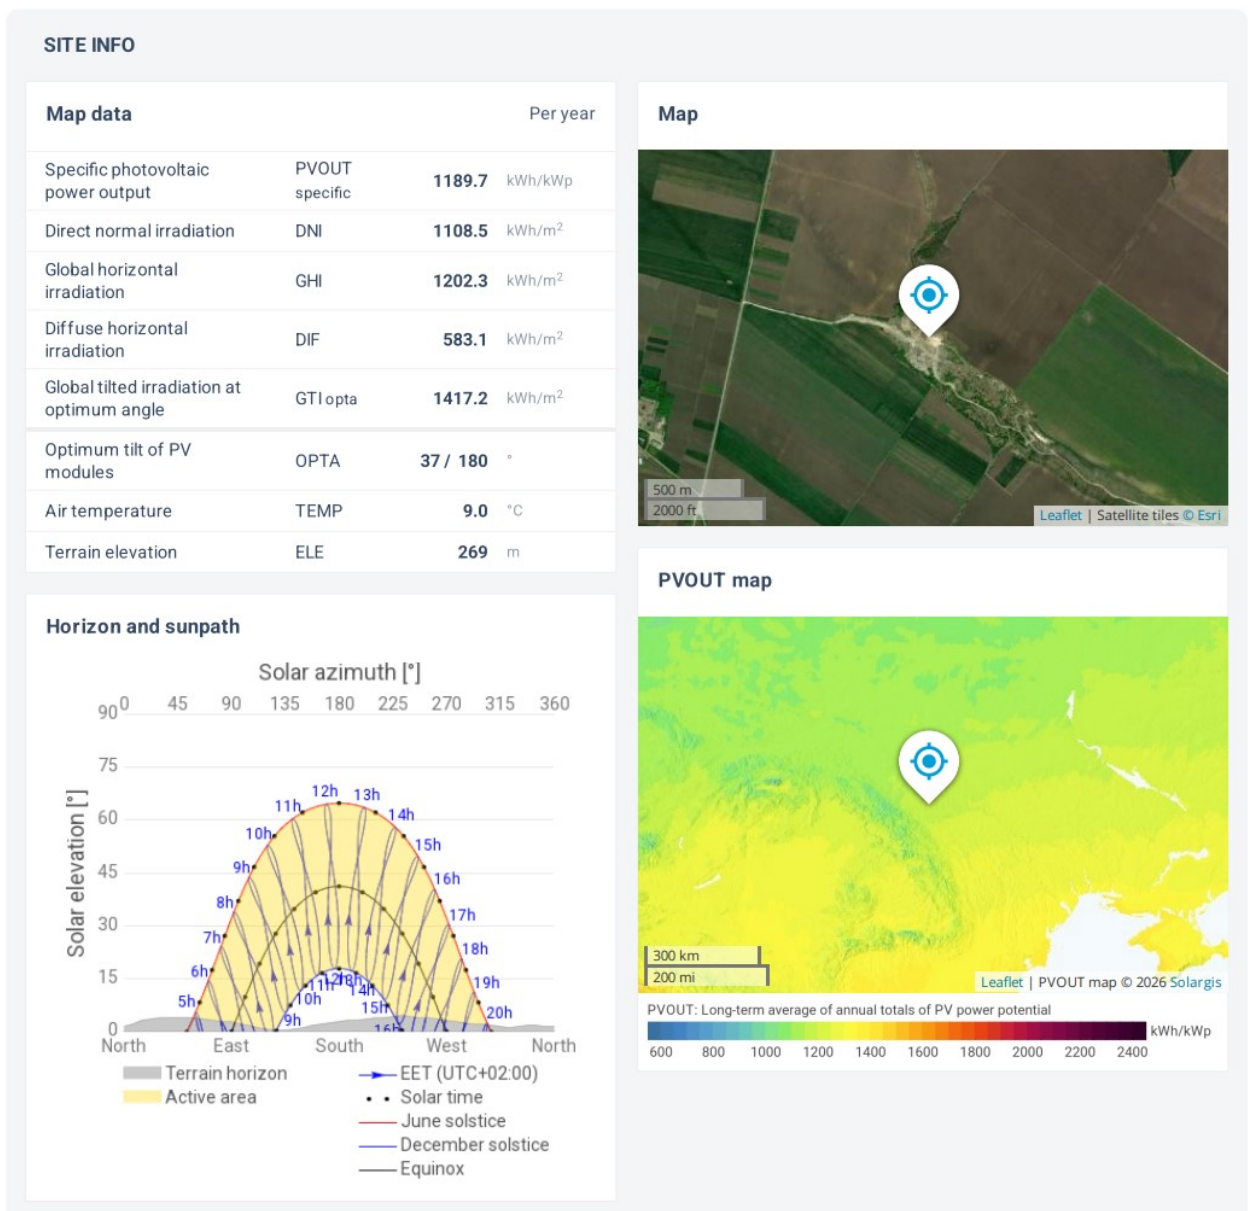 SITE INFO
Map data
Per year
Specific photovoltaic
power output
PVOUT
specific
1189.7 kWh/kWp
Direct normal irradiation DNI 1108.5 kWh/m²
Global horizontal
irradiation
GHI 1202.3 kWh/m²
Diffuse horizontal
irradiation
DIF 583.1 kWh/m²
Global tilted irradiation at
optimum angle
GTI opta 1417.2 kWh/m²
Optimum tilt of PV
modules
OPTA 37 / 180 °
Air temperature TEMP 9.0 °C
Terrain elevation ELE 269 m
Horizon and sunpath
Solar azimuth [°]
0 45 90 135 180 225 270 315 360
Solar elevation [°]
90
75
60
45
30
15
0
12h
11h 13h
10h 14h
9h 15h
8h 16h
7h 17h
6h 18h
5h 19h
20h
12h
11h 13h
10h 14h
9h 15h
16h
North East South West North
Terrain horizon
Active area
EET (UTC+02:00)
Solar time
June solstice
December solstice
Equinox
Map
500 m
2000 ft
Leaflet | Satellite tiles © Esri
PVOUT map
300 km
200 mi
Leaflet | PVOUT map © 2026 Solargis
PVOUT: Long-term average of annual totals of PV power potential
kWh/kWp
600 800 1000 1200 1400 1600 1800 2000 2200 2400